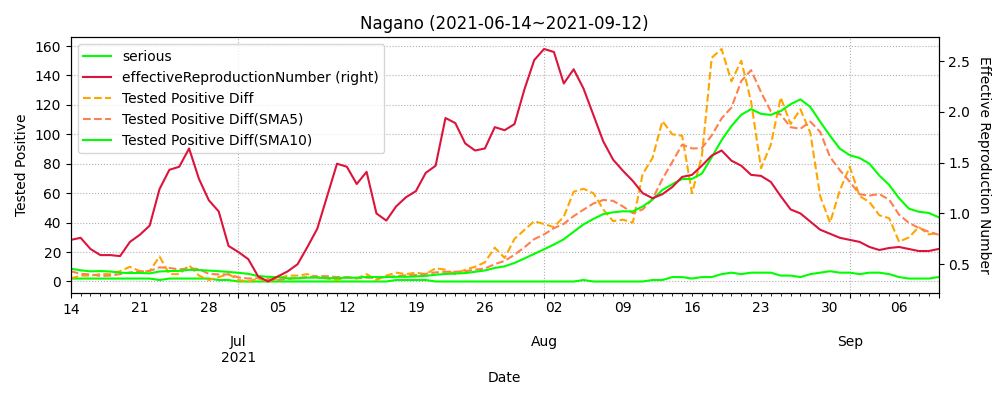 Nagano (2021-06-14~2021-09-12)
serious
effectiveReproductionNumber (right)
Tested Positive Diff
Tested Positive Diff(SMA5)
Tested Positive Diff(SMA10)
Tested Positive
160
140
120
100
80
60
40
20
0
2.5
2.0
1.5
1.0
0.5
Effective Reproduction Number
14 21 28 05 12 19 26 02 09 16 23 30 06
Jul Aug Sep
2021
Date